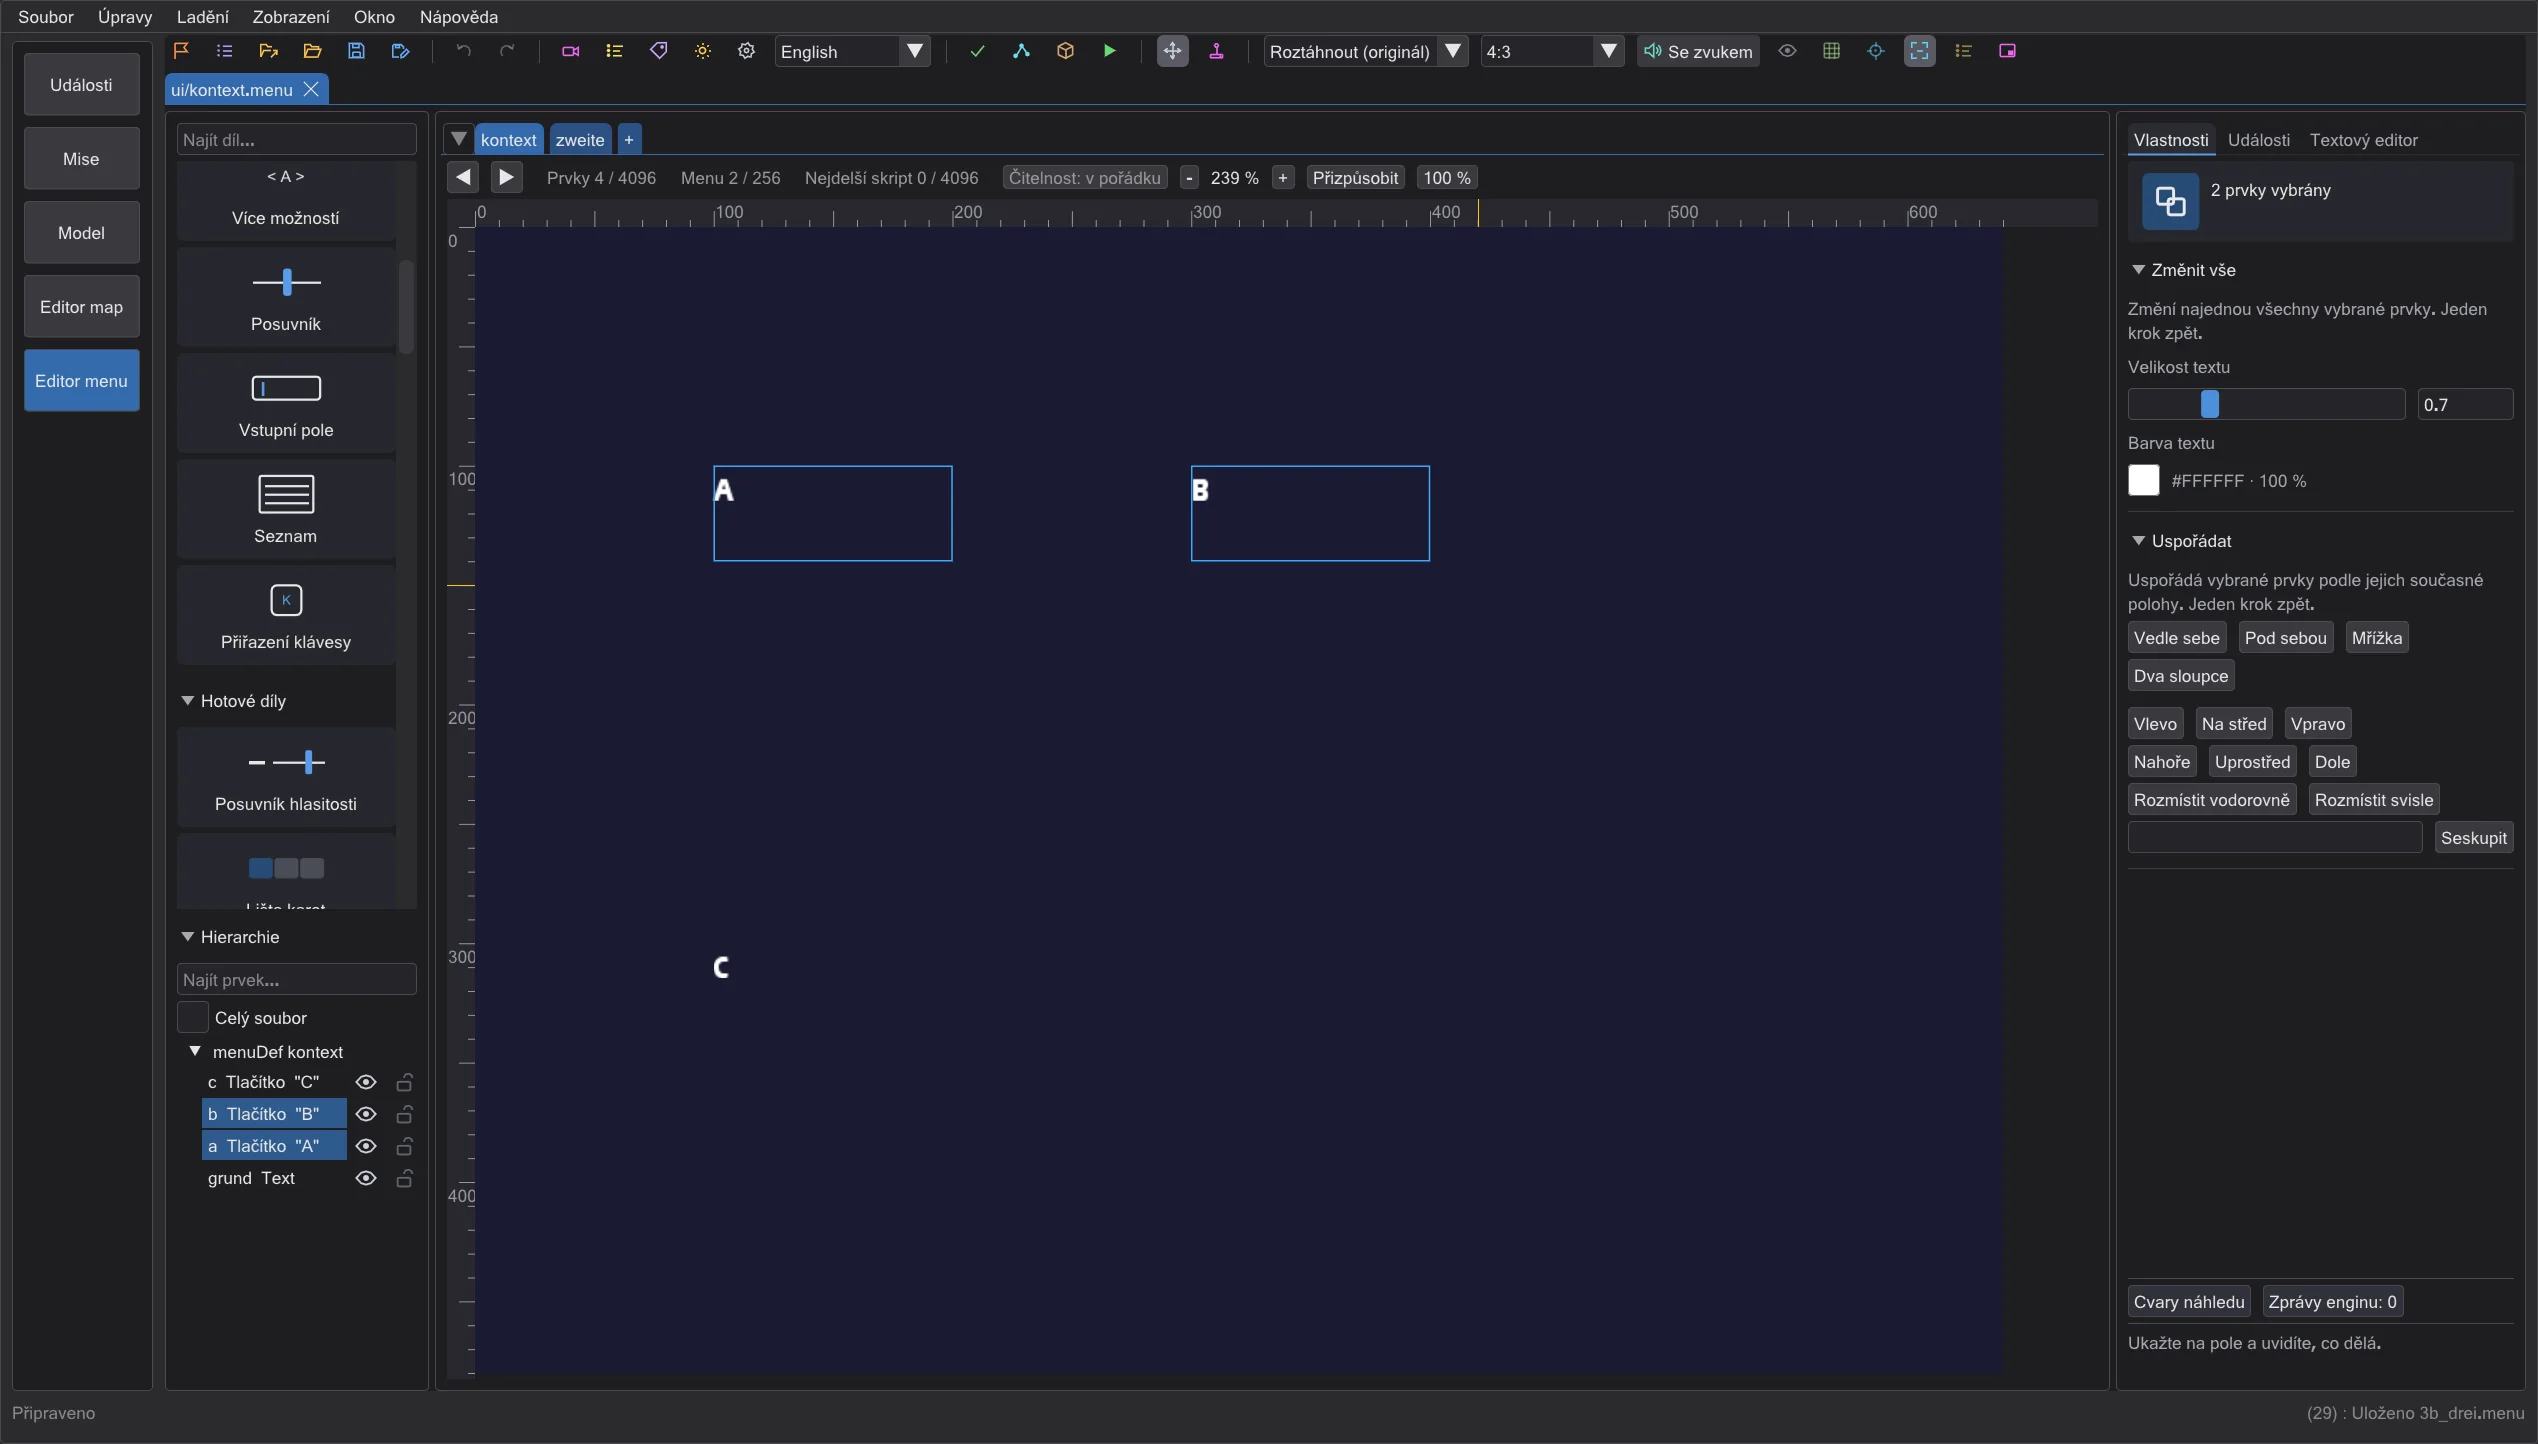 Soubor Úpravy Ladění Zobrazení Okno Nápověda
English Roztáhnout (originál) 4:3 Se zvukem
ui/kontext.menu
Události
Mise
Model
Editor map
Editor menu
Najít díl...
< A >
Více možností
Posuvník
Vstupní pole
Seznam
K
Přiřazení klávesy
Hotové díly
Posuvník hlasitosti
Hierarchie
Najít prvek...
Celý soubor
menuDef kontext
c Tlačítko "C"
b Tlačítko "B"
a Tlačítko "A"
grund Text
kontext zweite +
Prvky 4 / 4096 Menu 2 / 256 Nejdelší skript 0 / 4096 Čitelnost: v pořádku - 239 % + Přizpůsobit 100 %
0 100 200 300 400 500 600
0
100
200
300
400
A B
C
Vlastnosti Události Textový editor
2 prvky vybrány
Změnit vše
Změní najednou všechny vybrané prvky. Jeden
krok zpět.
Velikost textu
0.7
Barva textu
#FFFFFF · 100 %
Uspořádat
Uspořádá vybrané prvky podle jejich současné
polohy. Jeden krok zpět.
Vedle sebe Pod sebou Mřížka
Dva sloupce
Vlevo Na střed Vpravo
Nahoře Uprostřed Dole
Rozmístit vodorovně Rozmístit svisle
Seskupit
Cvary náhledu Zprávy enginu: 0
Ukažte na pole a uvidíte, co dělá.
Připraveno
(29) : Uloženo 3b_drei.menu